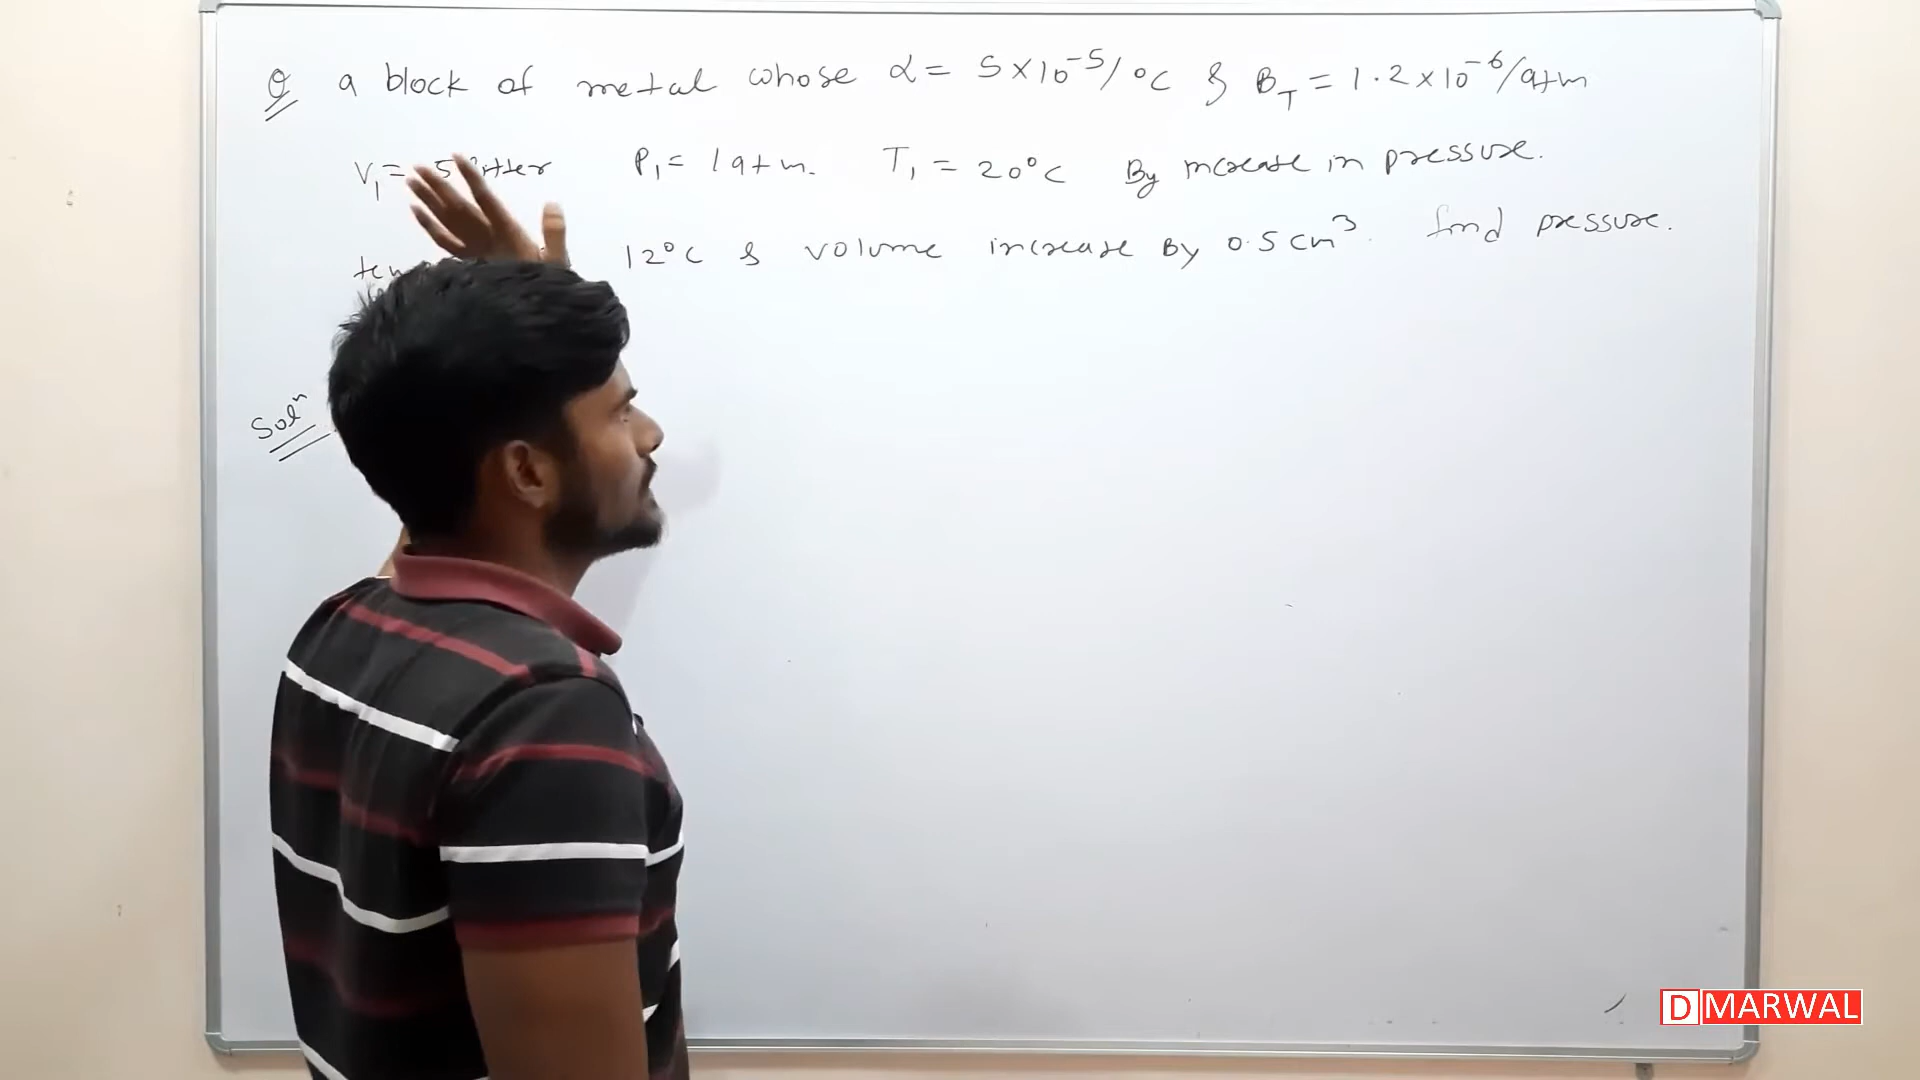 Q a block of metal whose α = 5×10⁻⁵/°C & B_T = 1.2×10⁻⁶/atm
V₁ = 5 P₁ = 1atm. T₁ = 20°C By increase in pressure.
12°C & volume increase by 0.5 cm³. find pressure.
Solⁿ
D MARWAL